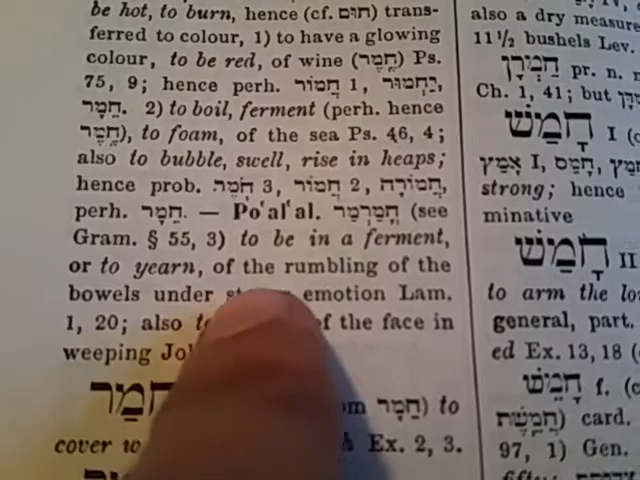 be hot, to burn, hence (cf. חום) trans-
ferred to colour, 1) to have a glowing
colour, to be red, of wine (חֶמֶר) Ps.
75, 9; hence perh. חֲמוֹר 1, יַחְמוּר,
חֵמָר. 2) to boil, ferment (perh. hence
חֶמֶר), to foam, of the sea Ps. 46, 4;
also to bubble, swell, rise in heaps;
hence prob. חֹמֶר 3, חֲמוֹר 2, חֲמוֹרָה,
perh. חֵמָר. — Po'al'al. חֳמַרְמַר (see
Gram. § 55, 3) to be in a ferment,
or to yearn, of the rumbling of the
bowels under emotion Lam.
1, 20; also of the face in
weeping
חמַר חֵמָר) to
cover Ex. 2, 3.
also a dry measure
11½ bushels Lev.
חַמְרָן pr. n. m
Ch. 1, 41; but
חָמַשׁ I
אָמַץ I, חָמַס,
strong; hence
minative
חָמַשׁ II
to arm the
general, part.
ed Ex. 13, 18
חָמֵשׁ f.
(חֲמֵשֶׁת) card.
97, 1) Gen.